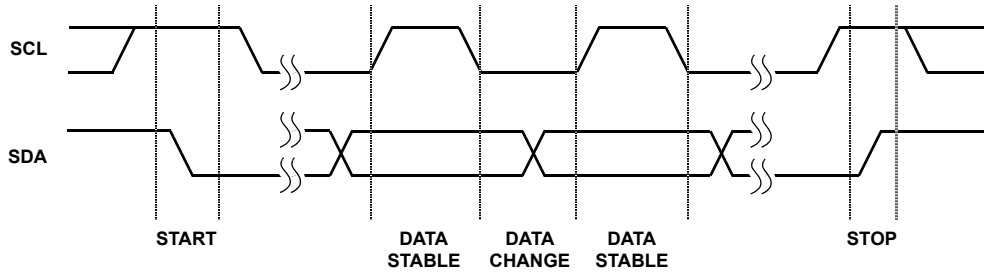 SCL
SDA
START
DATA
STABLE
DATA
CHANGE
DATA
STABLE
STOP